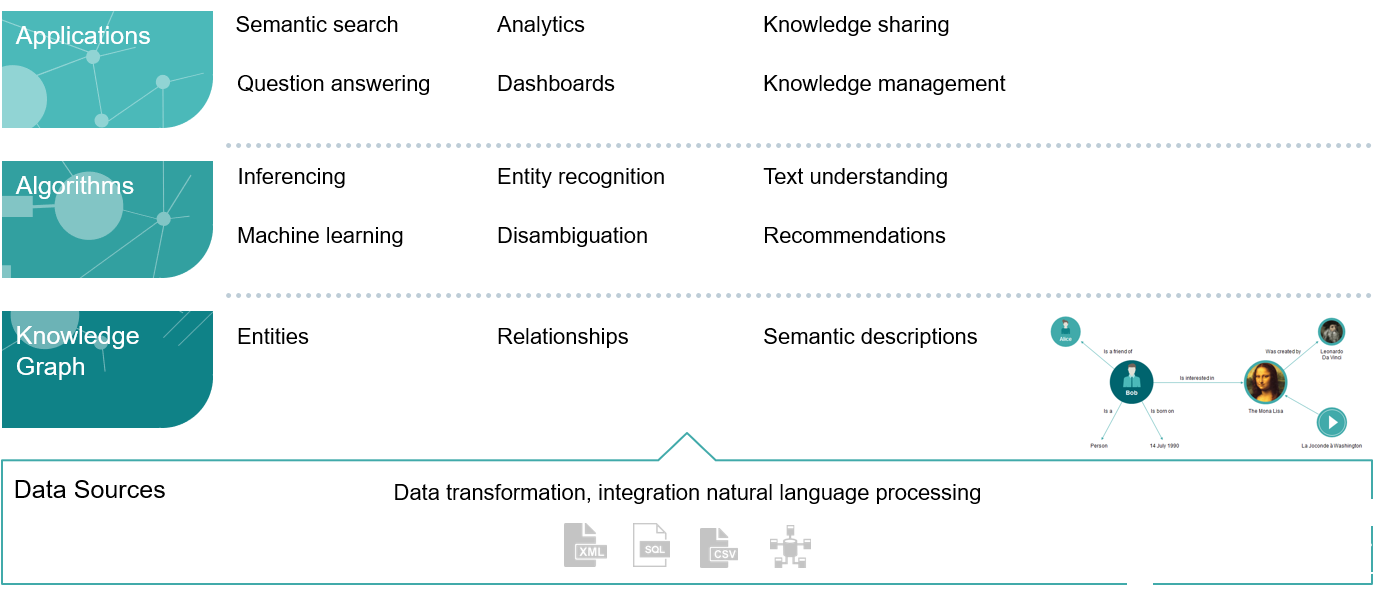 Applications
Semantic search
Analytics
Knowledge sharing
Question answering
Dashboards
Knowledge management
Algorithms
Inferencing
Entity recognition
Text understanding
Machine learning
Disambiguation
Recommendations
Knowledge
Graph
Entities
Relationships
Semantic descriptions
Alice
Is a friend of
Bob
Is interested in
Is a
Is born on
Person
14 July 1990
Was created by
Leonardo
Da Vinci
The Mona Lisa
La Joconde à Washington
Data Sources
Data transformation, integration natural language processing
XML
SQL
CSV